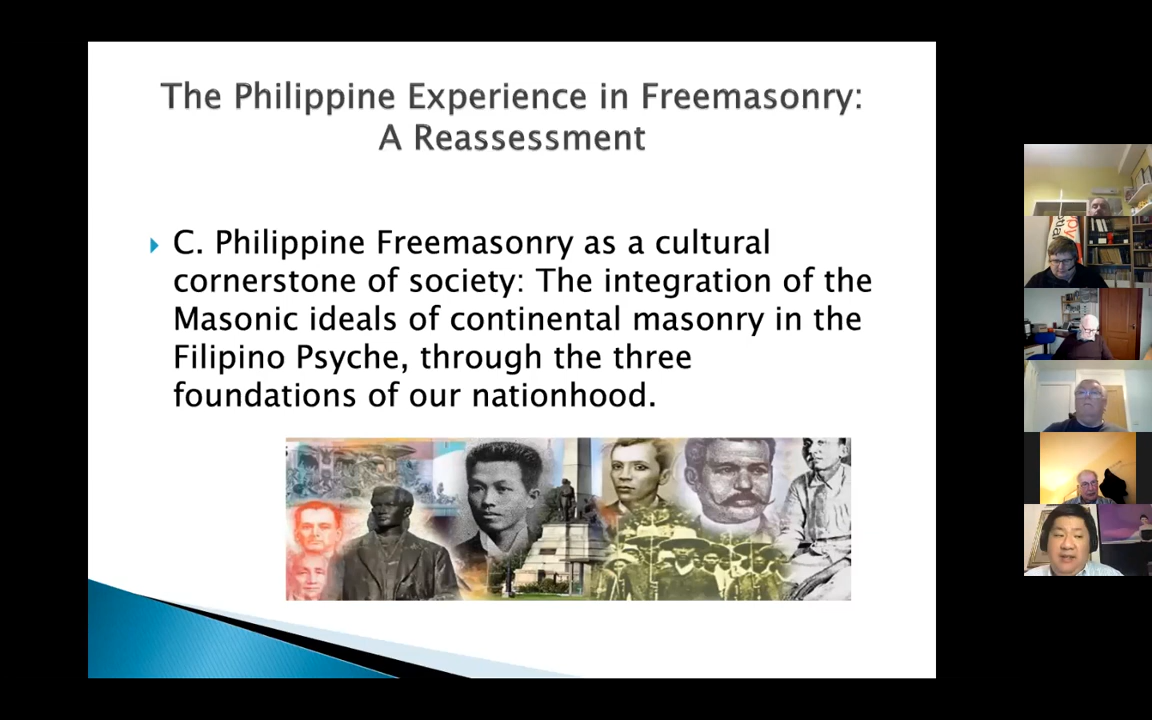 The Philippine Experience in Freemasonry:
A Reassessment
C. Philippine Freemasonry as a cultural
cornerstone of society: The integration of the
Masonic ideals of continental masonry in the
Filipino Psyche, through the three
foundations of our nationhood.